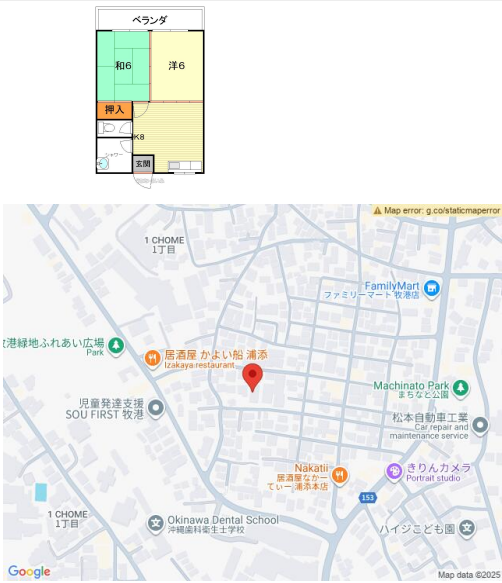 ベランダ
和6
洋6
押入
K8
シャワー
玄関
Map error: g.co/staticmaperror
1 CHOME
1丁目
FamilyMart
ファミリーマート 牧港店
牧港緑地ふれあい広場
Park
居酒屋 かよい船 浦添
Izakaya restaurant
Machinato Park
まちなと公園
児童発達支援
SOU FIRST 牧港
松本自動車工業
Car repair and
maintenance service
Nakatii
居酒屋なかー
てぃー 浦添本店
きりんカメラ
Portrait studio
153
1 CHOME
1丁目
Okinawa Dental School
沖縄歯科衛生士学校
ハイジこども園
Google
Map data ©2025